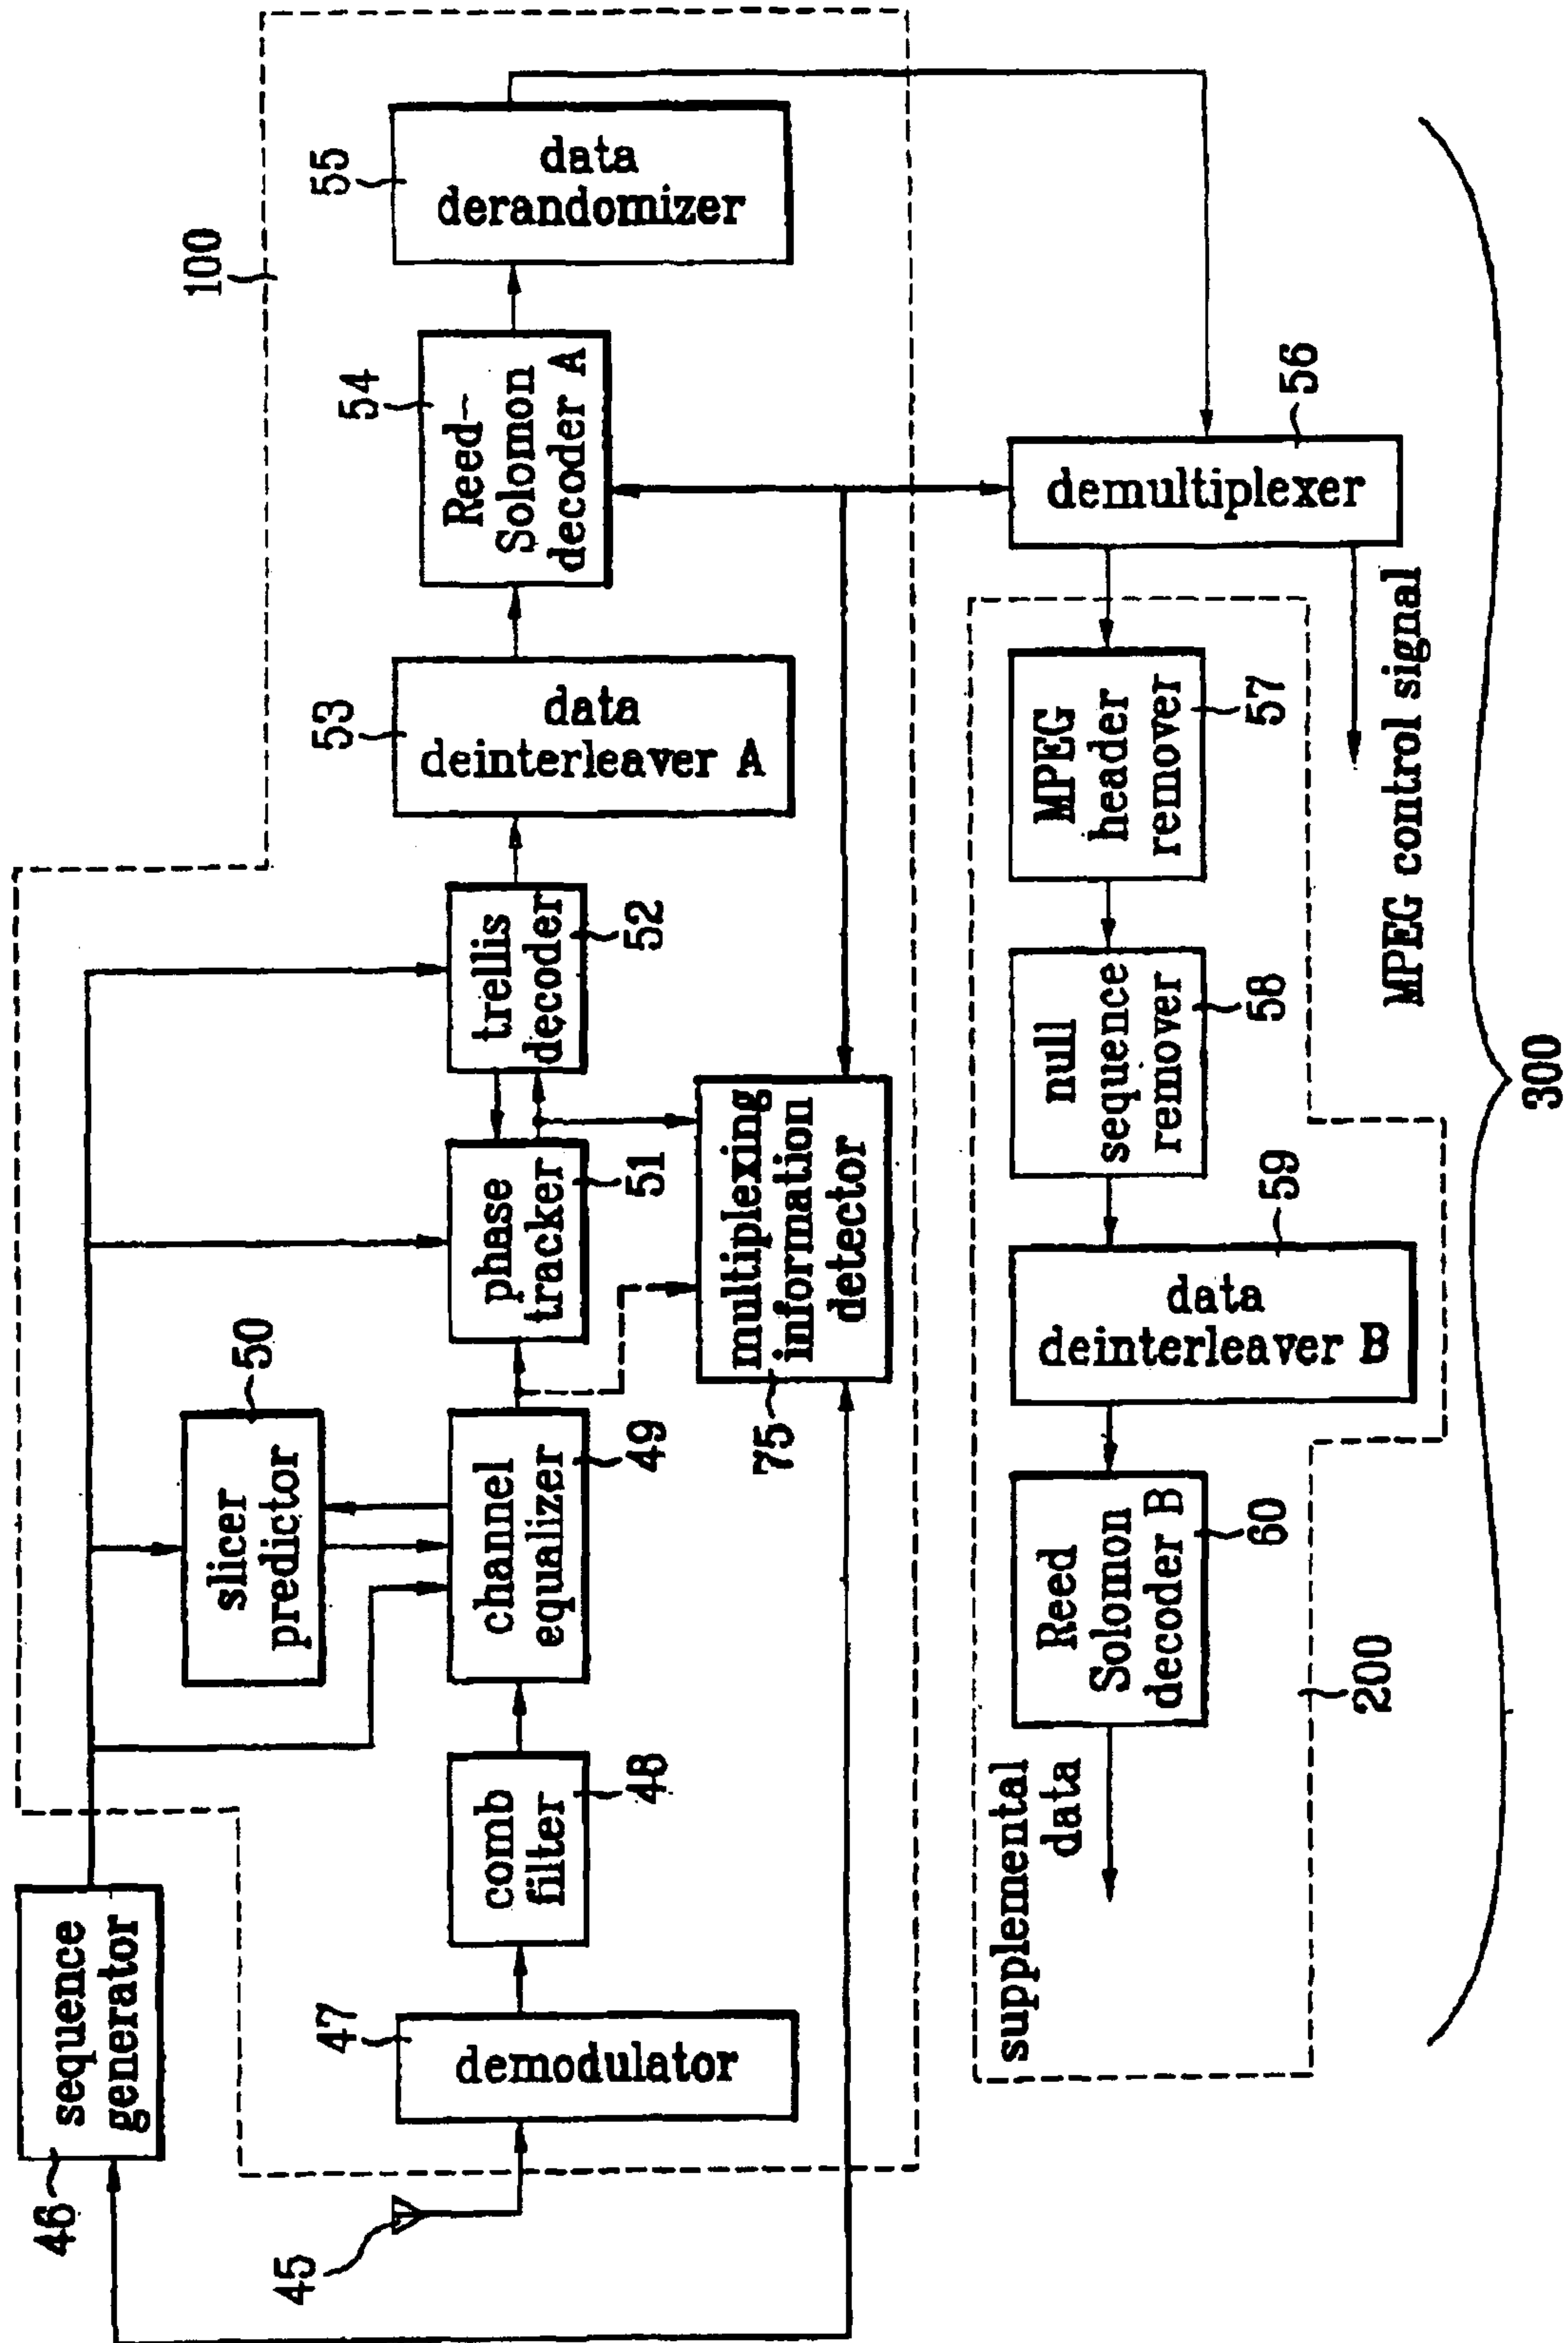 46
sequence
generator
100
50
slicer
predictor
45
47
demodulator
comb
filter
48
channel
equalizer
49
phase
tracker
51
trellis
decoder
52
53
data
deinterleaver A
54
Reed-
Solomon
decoder A
55
data
derandomizer
75
multiplexing
information
detector
demultiplexer
56
MPEG control signal
MPEG
header
remover
57
null
sequence
remover
58
59
data
deinterleaver B
Reed
Solomon
decoder B
60
supplemental
data
200
300